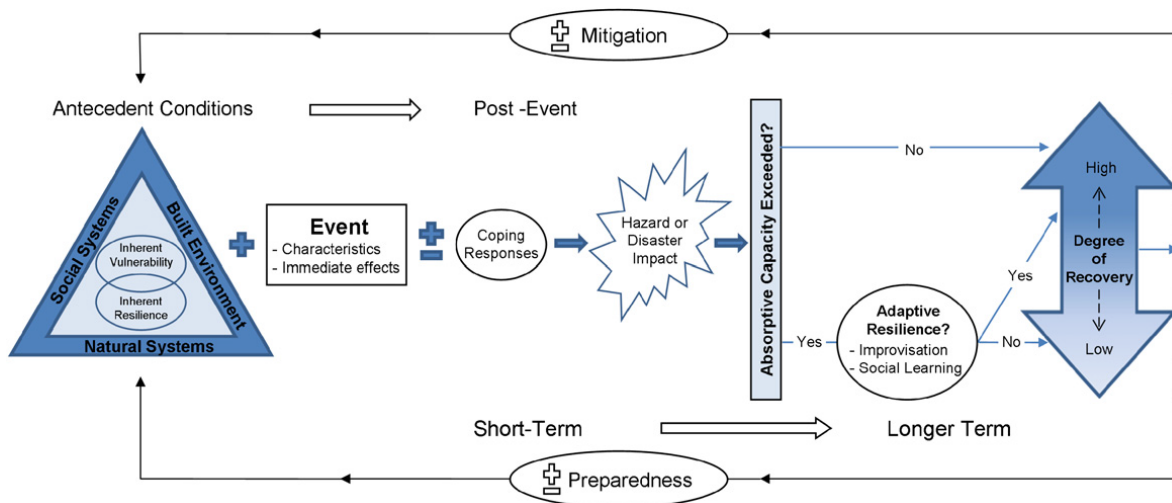 Mitigation
Antecedent Conditions
Post -Event
Social Systems
Built Environment
Natural Systems
Inherent
Vulnerability
Inherent
Resilience
Event
- Characteristics
- Immediate effects
Coping
Responses
Hazard or
Disaster
Impact
Absorptive Capacity Exceeded?
No
Yes
Adaptive
Resilience?
- Improvisation
- Social Learning
Yes
No
High
Degree
of
Recovery
Low
Short-Term
Longer Term
Preparedness